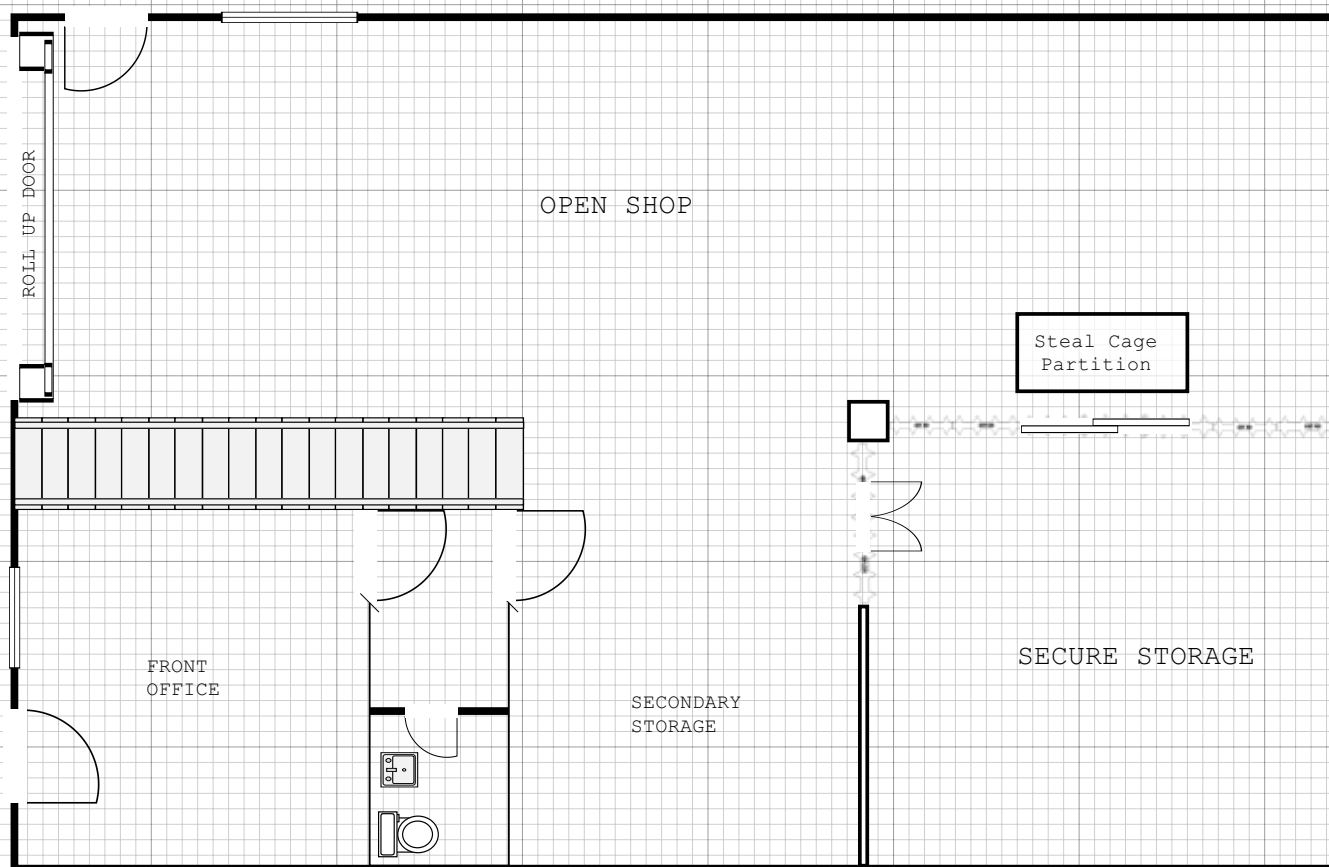 ROLL UP DOOR
OPEN SHOP
Steal Cage
Partition
FRONT
OFFICE
SECONDARY
STORAGE
SECURE STORAGE